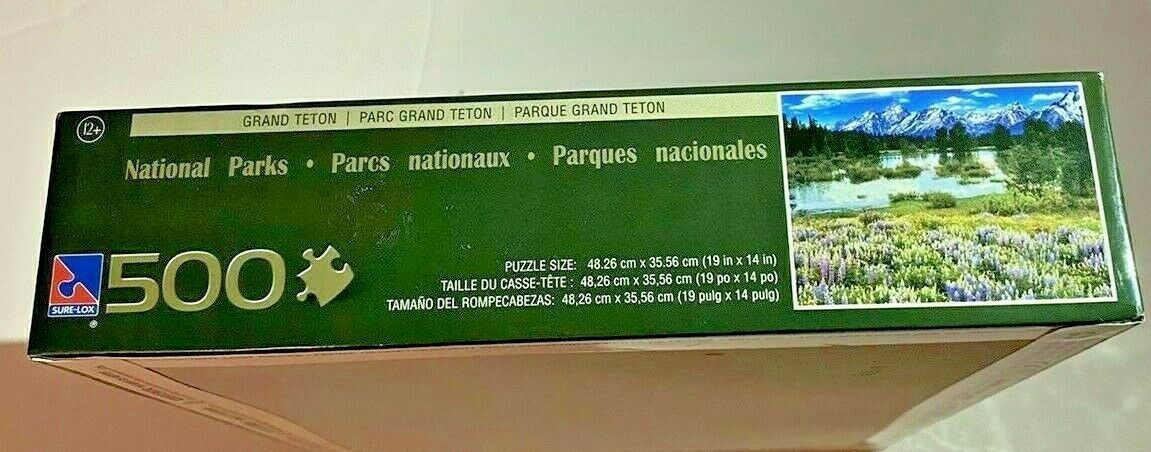 12+
GRAND TETON | PARC GRAND TETON | PARQUE GRAND TETON
National Parks • Parcs nationaux • Parques nacionales
500
SURE-LOX
®
PUZZLE SIZE: 48.26 cm x 35.56 cm (19 in x 14 in)
TAILLE DU CASSE-TÊTE : 48,26 cm x 35,56 cm (19 po x 14 po)
TAMAÑO DEL ROMPECABEZAS: 48,26 cm x 35,56 cm (19 pulg x 14 pulg)